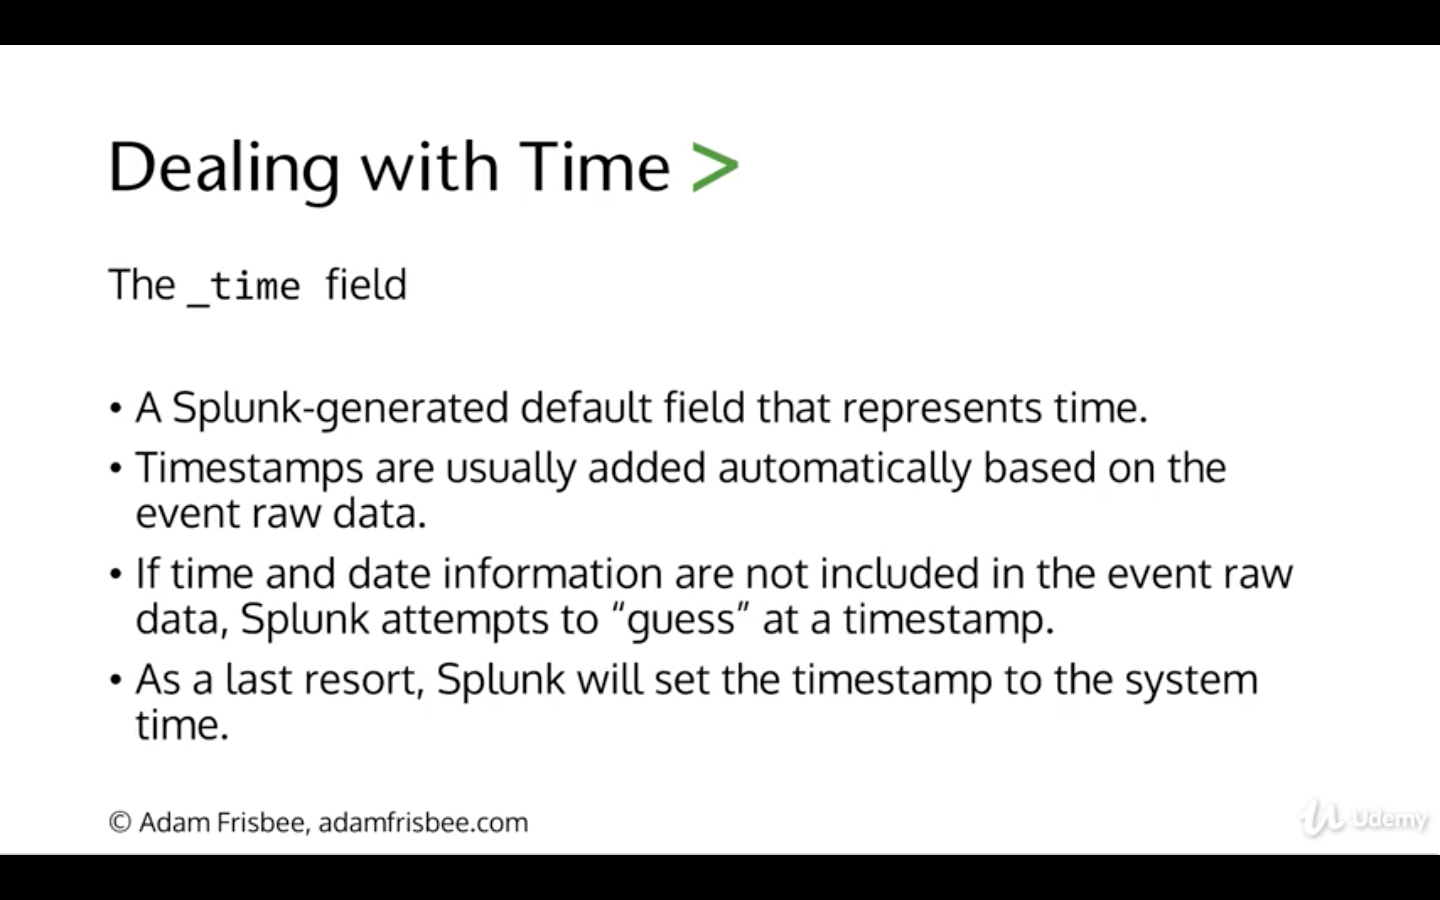 Dealing with Time >
The _time field
• A Splunk-generated default field that represents time.
• Timestamps are usually added automatically based on the
event raw data.
• If time and date information are not included in the event raw
data, Splunk attempts to “guess” at a timestamp.
• As a last resort, Splunk will set the timestamp to the system
time.
© Adam Frisbee, adamfrisbee.com
Udemy